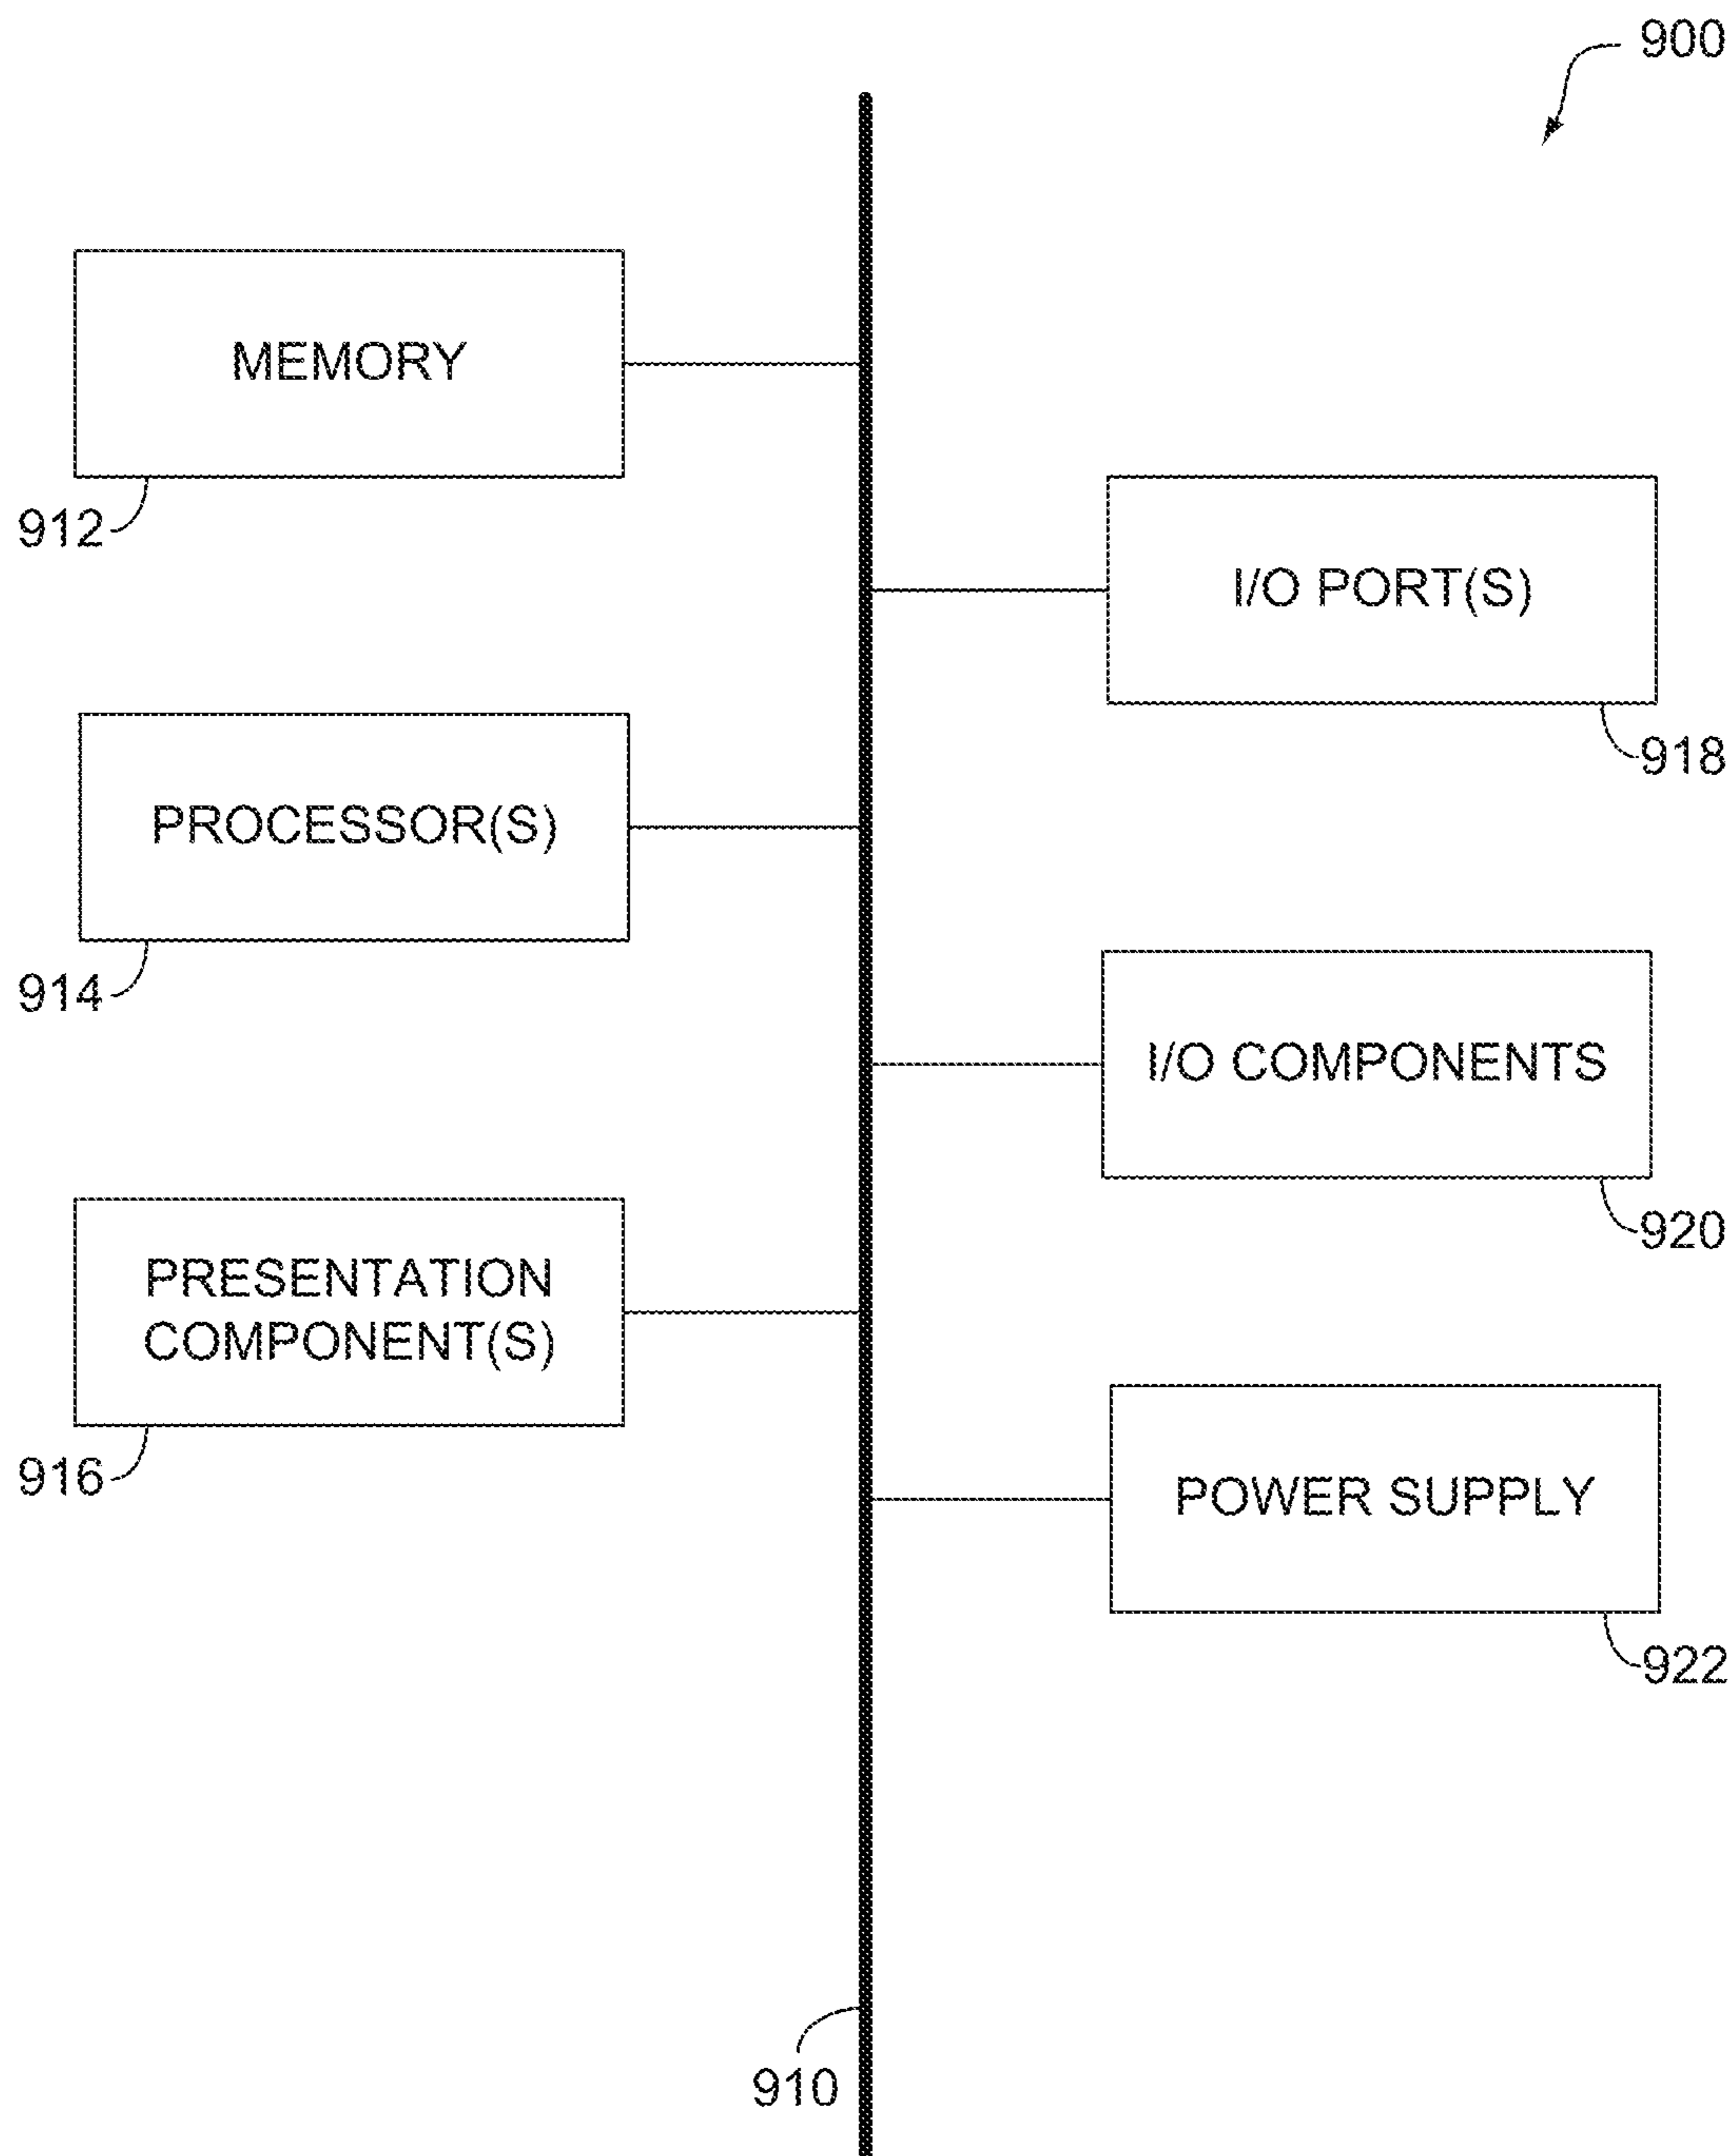 900
MEMORY
912
I/O PORT(S)
918
PROCESSOR(S)
914
I/O COMPONENTS
920
PRESENTATION
COMPONENT(S)
916
POWER SUPPLY
922
910